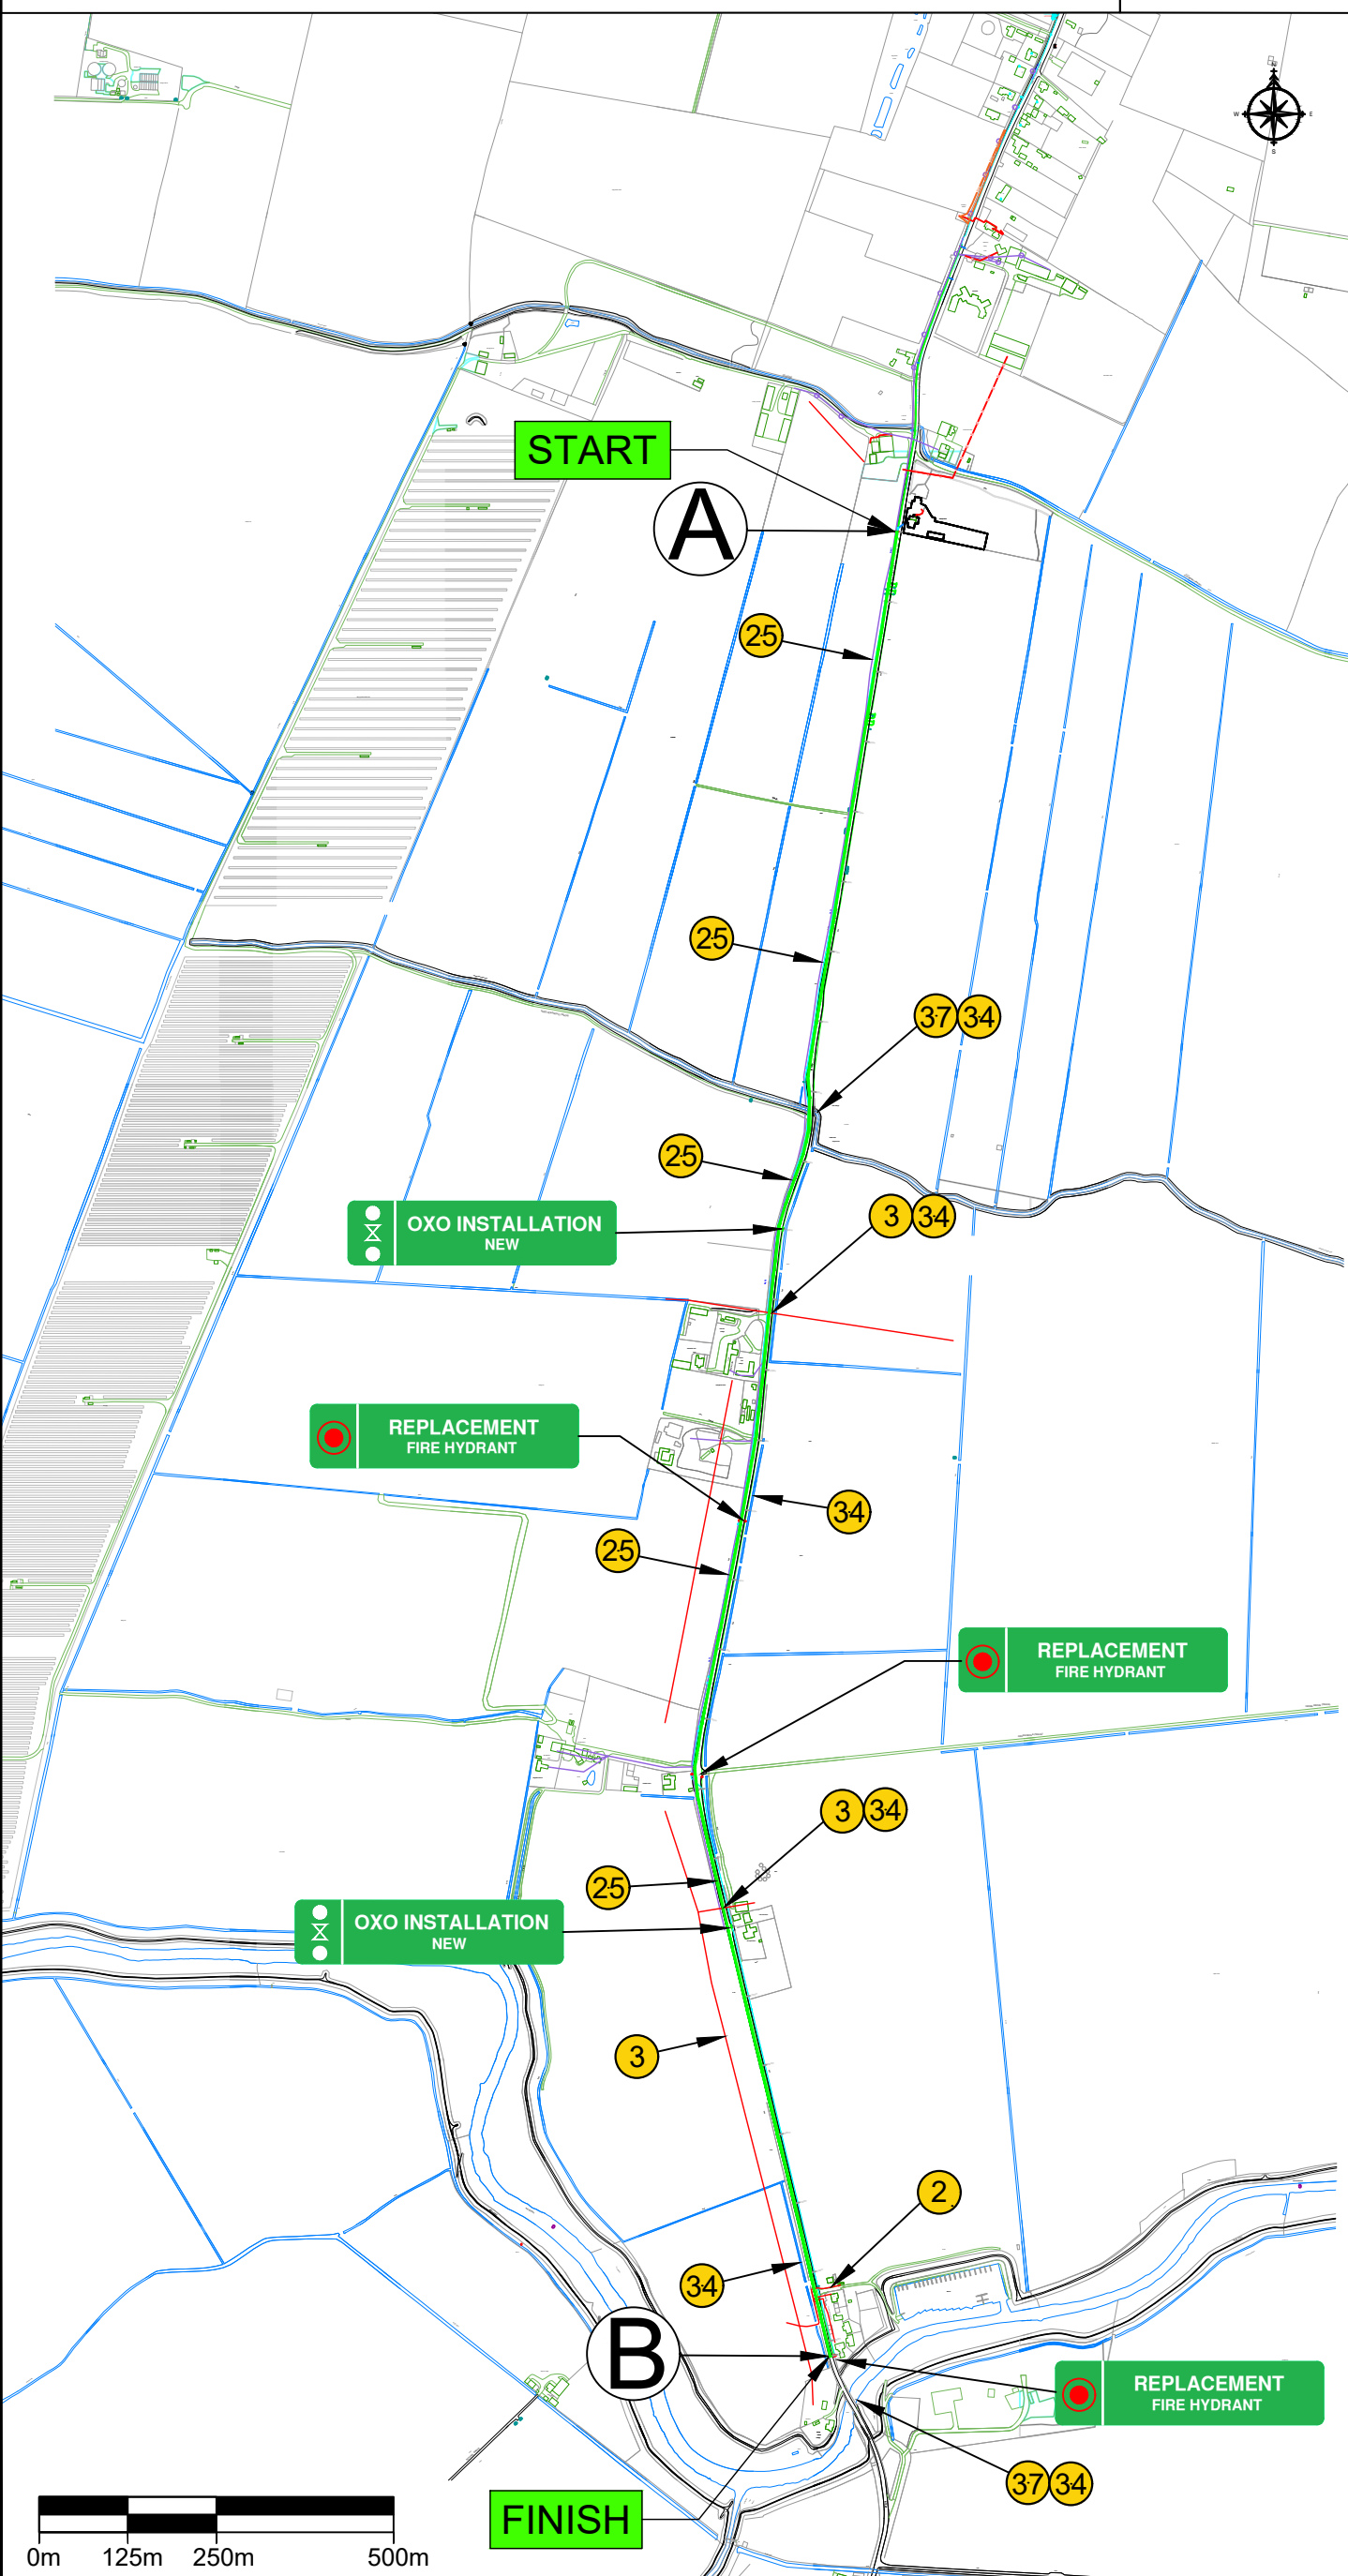 W
E
S
START
A
25
25
37 34
25
OXO INSTALLATION
NEW
3 34
REPLACEMENT
FIRE HYDRANT
34
25
REPLACEMENT
FIRE HYDRANT
3 34
25
OXO INSTALLATION
NEW
3
2
34
B
REPLACEMENT
FIRE HYDRANT
37 34
FINISH
0m 125m 250m 500m